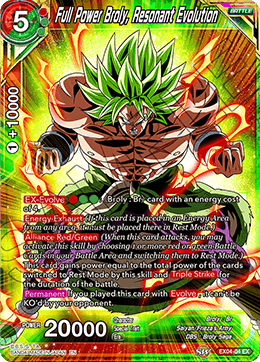 5
Full Power Broly, Resonant Evolution
BATTLE
1 +10000
EX-Evolve : Broly : Br card with an energy cost
of 4.
Energy-Exhaust (If this card is placed in an Energy Area
from any area, it must be placed there in Rest Mode.)
Alliance Red/Green (When this card attacks, you may
activate this skill by choosing 1 or more red or green Battle
Cards in your Battle Area and switching them to Rest Mode.)
This card gains power equal to the total power of the cards
switched to Rest Mode by this skill and Triple Strike for
the duration of the battle.
Permanent If you played this card with Evolve, it can't be
KO'd by your opponent.
POWER 20000
Character Broly : Br
Special Trait Saiyan/Frieza's Army
Era DBS : Broly Saga
EX04-04 EX